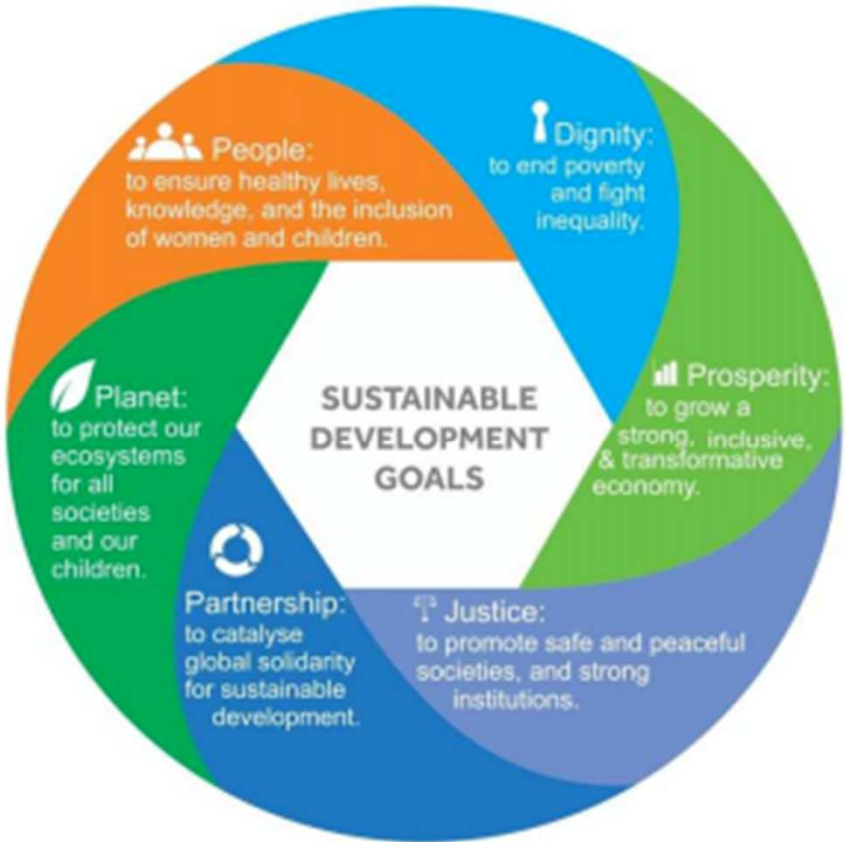 People:
to ensure healthy lives,
knowledge, and the inclusion
of women and children.
Dignity:
to end poverty
and fight
inequality.
Prosperity:
to grow a
strong, inclusive,
& transformative
economy.
Justice:
to promote safe and peaceful
societies, and strong
institutions.
Partnership:
to catalyse
global solidarity
for sustainable
development.
Planet:
to protect our
ecosystems
for all
societies
and our
children.
SUSTAINABLE
DEVELOPMENT
GOALS